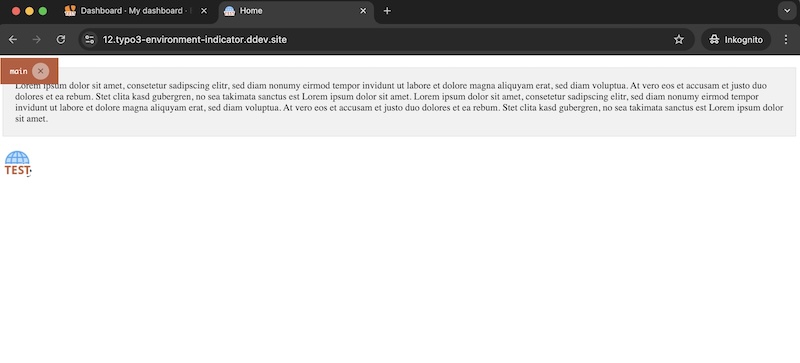 Dashboard · My dashboard ·
Home
12.typo3-environment-indicator.ddev.site
Inkognito
main
Lorem ipsum dolor sit amet, consetetur sadipscing elitr, sed diam nonumy eirmod tempor invidunt ut labore et dolore magna aliquyam erat, sed diam voluptua. At vero eos et accusam et justo duo
dolores et ea rebum. Stet clita kasd gubergren, no sea takimata sanctus est Lorem ipsum dolor sit amet. Lorem ipsum dolor sit amet, consetetur sadipscing elitr, sed diam nonumy eirmod tempor
invidunt ut labore et dolore magna aliquyam erat, sed diam voluptua. At vero eos et accusam et justo duo dolores et ea rebum. Stet clita kasd gubergren, no sea takimata sanctus est Lorem ipsum dolor
sit amet.
TEST